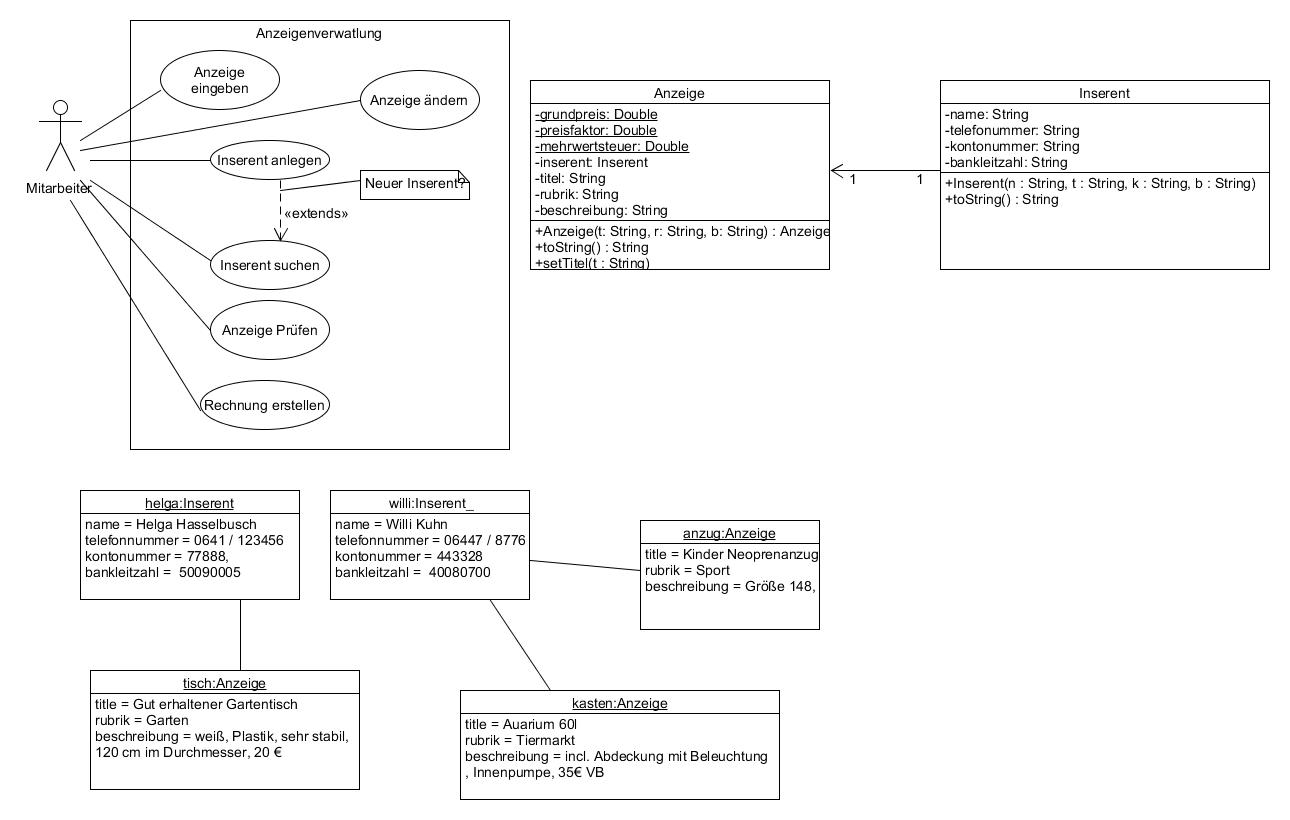 Anzeigenverwatlung
Anzeige
eingeben
Anzeige ändern
Inserent anlegen
Neuer Inserent?
Mitarbeiter
«extends»
Inserent suchen
Anzeige Prüfen
Rechnung erstellen
Anzeige
-grundpreis: Double
-preisfaktor: Double
-mehrwertsteuer: Double
-inserent: Inserent
-titel: String
-rubrik: String
-beschreibung: String
+Anzeige(t: String, r: String, b: String) : Anzeige
+toString() : String
+setTitel(t : String)
1
1
Inserent
-name: String
-telefonummer: String
-kontonummer: String
-bankleitzahl: String
+Inserent(n : String, t : String, k : String, b : String)
+toString() : String
helga:Inserent
name = Helga Hasselbusch
telefonnummer = 0641 / 123456
kontonummer = 77888,
bankleitzahl =  50090005
willi:Inserent_
name = Willi Kuhn
telefonnummer = 06447 / 8776
kontonummer = 443328
bankleitzahl =  40080700
anzug:Anzeige
title = Kinder Neoprenanzug
rubrik = Sport
beschreibung = Größe 148,
tisch:Anzeige
title = Gut erhaltener Gartentisch
rubrik = Garten
beschreibung = weiß, Plastik, sehr stabil,
120 cm im Durchmesser, 20 €
kasten:Anzeige
title = Auarium 60l
rubrik = Tiermarkt
beschreibung = incl. Abdeckung mit Beleuchtung
, Innenpumpe, 35€ VB